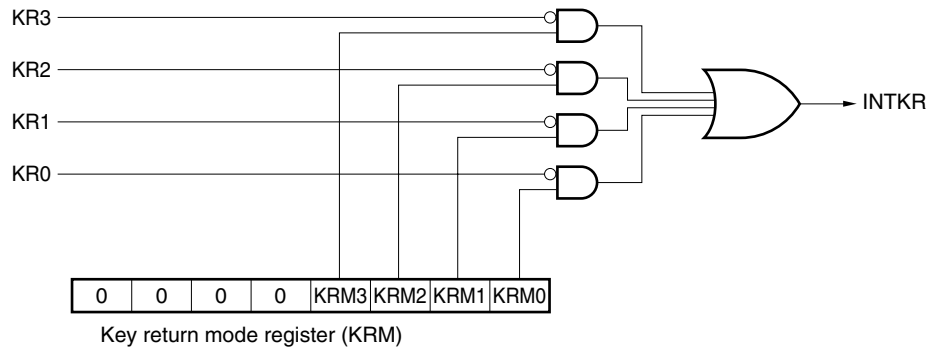 KR3
KR2
KR1
KR0
INTKR
0 0 0 0 KRM3 KRM2 KRM1 KRM0
Key return mode register (KRM)